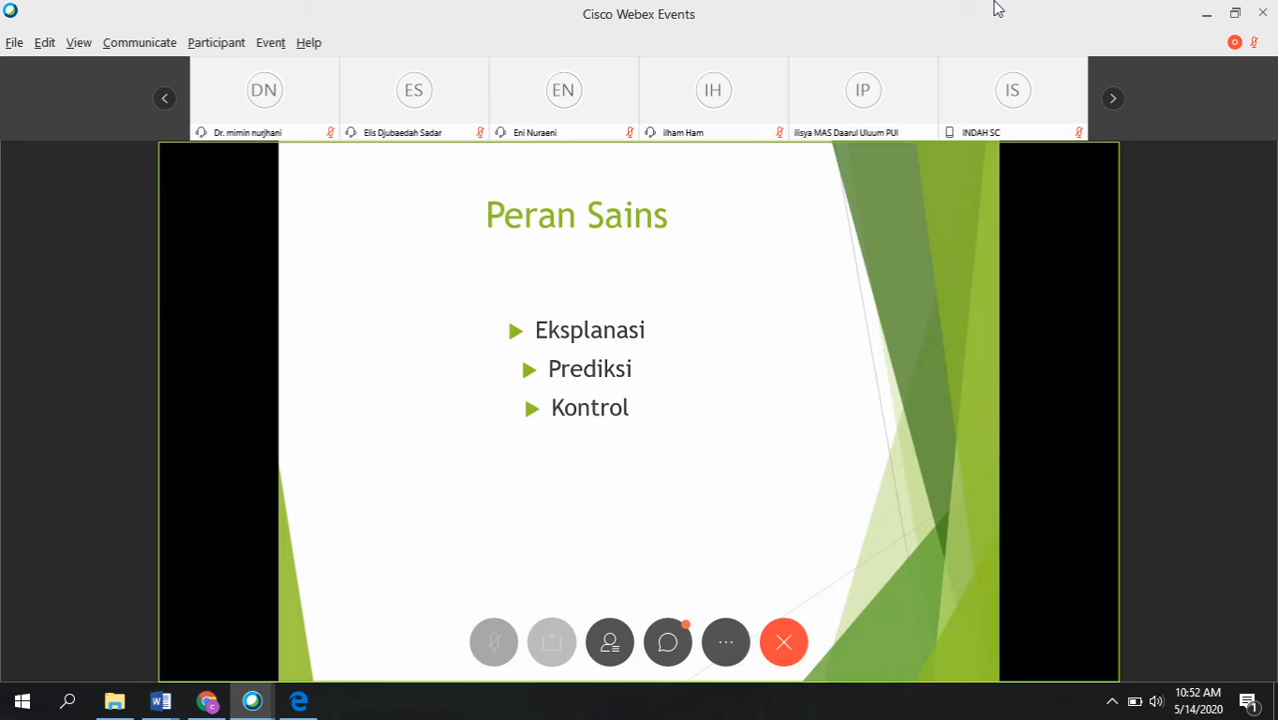 Cisco Webex Events
File Edit View Communicate Participant Event Help
DN ES EN IH IP IS
Dr. mimin nurjhani Elis Djubaedah Sadar Eni Nuraeni ilham Ham ilisya MAS Daarul Uluum PUI INDAH SC
Peran Sains
Eksplanasi
Prediksi
Kontrol
10:52 AM
5/14/2020
1